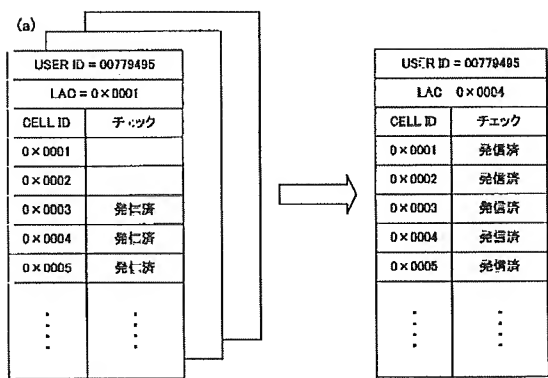 (a)
USER ID = 00779495
LAC = 0×0001
CELL ID チェック
0×0001
0×0002
0×0003 発信済
0×0004 発信済
0×0005 発信済
USER ID = 00779495
LAC 0×0004
CELL ID チェック
0×0001 発信済
0×0002 発信済
0×0003 発信済
0×0004 発信済
0×0005 発信済